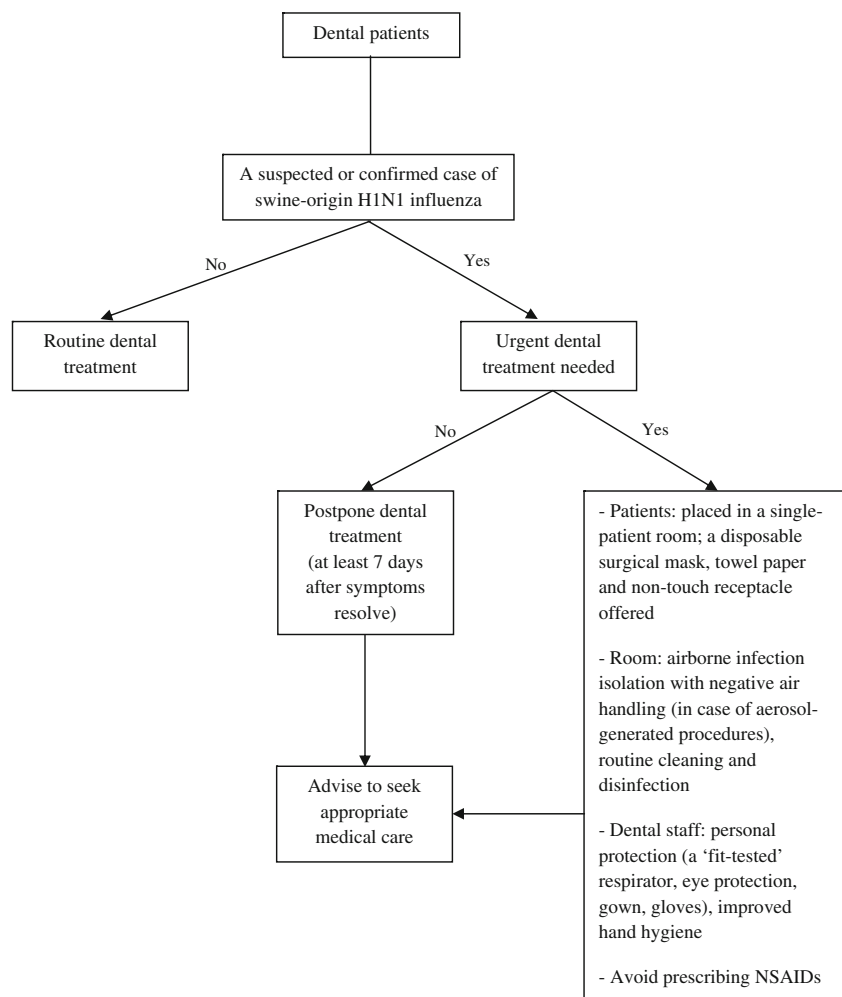 Dental patients
A suspected or confirmed case of
swine-origin H1N1 influenza
No
Yes
Routine dental
treatment
Urgent dental
treatment needed
No
Yes
Postpone dental
treatment
(at least 7 days
after symptoms
resolve)
- Patients: placed in a single-
patient room; a disposable
surgical mask, towel paper
and non-touch receptacle
offered
- Room: airborne infection
isolation with negative air
handling (in case of aerosol-
generated procedures),
routine cleaning and
disinfection
- Dental staff: personal
protection (a ‘fit-tested’
respirator, eye protection,
gown, gloves), improved
hand hygiene
- Avoid prescribing NSAIDs
Advise to seek
appropriate
medical care